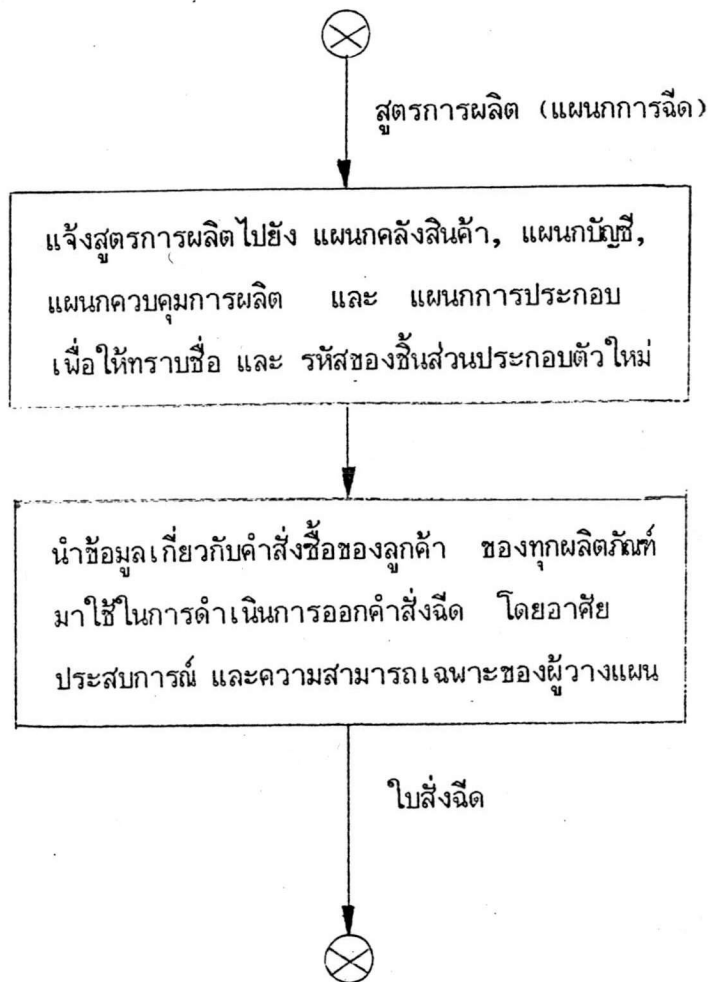 สูตรการผลิต (แผนกการฉีด)
แจ้งสูตรการผลิตไปยัง แผนกคลังสินค้า, แผนกบัญชี,
แผนกควบคุมการผลิต และ แผนกการประกอบ
เพื่อให้ทราบชื่อ และ รหัสของชิ้นส่วนประกอบตัวใหม่
นำข้อมูลเกี่ยวกับคำสั่งซื้อของลูกค้า ของทุกผลิตภัณฑ์
มาใช้ในการดำเนินการออกคำสั่งฉีด โดยอาศัย
ประสบการณ์ และความสามารถเฉพาะของผู้วางแผน
ใบสั่งฉีด